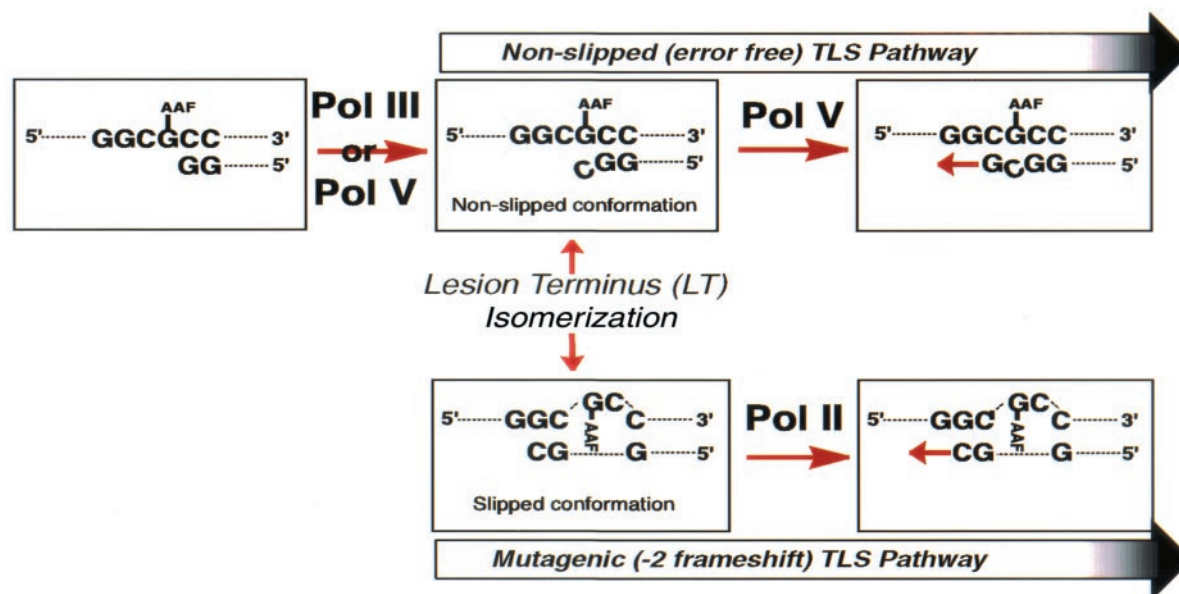 Non-slipped (error free) TLS Pathway
AAF
5'-------- GGCGCC --------3'
GG --------5'
Pol III
or
Pol V
AAF
5'-------- GGCGCC --------3'
CGG --------5'
Non-slipped conformation
Pol V
AAF
5'-------- GGCGCC --------3'
GCGG --------5'
Lesion Terminus (LT)
Isomerization
5'-------- GGC GCC --------3'
AAF
CG -------- G --------5'
Slipped conformation
Pol II
5'-------- GGC GCC --------3'
AAF
CG -------- G --------5'
Mutagenic (-2 frameshift) TLS Pathway